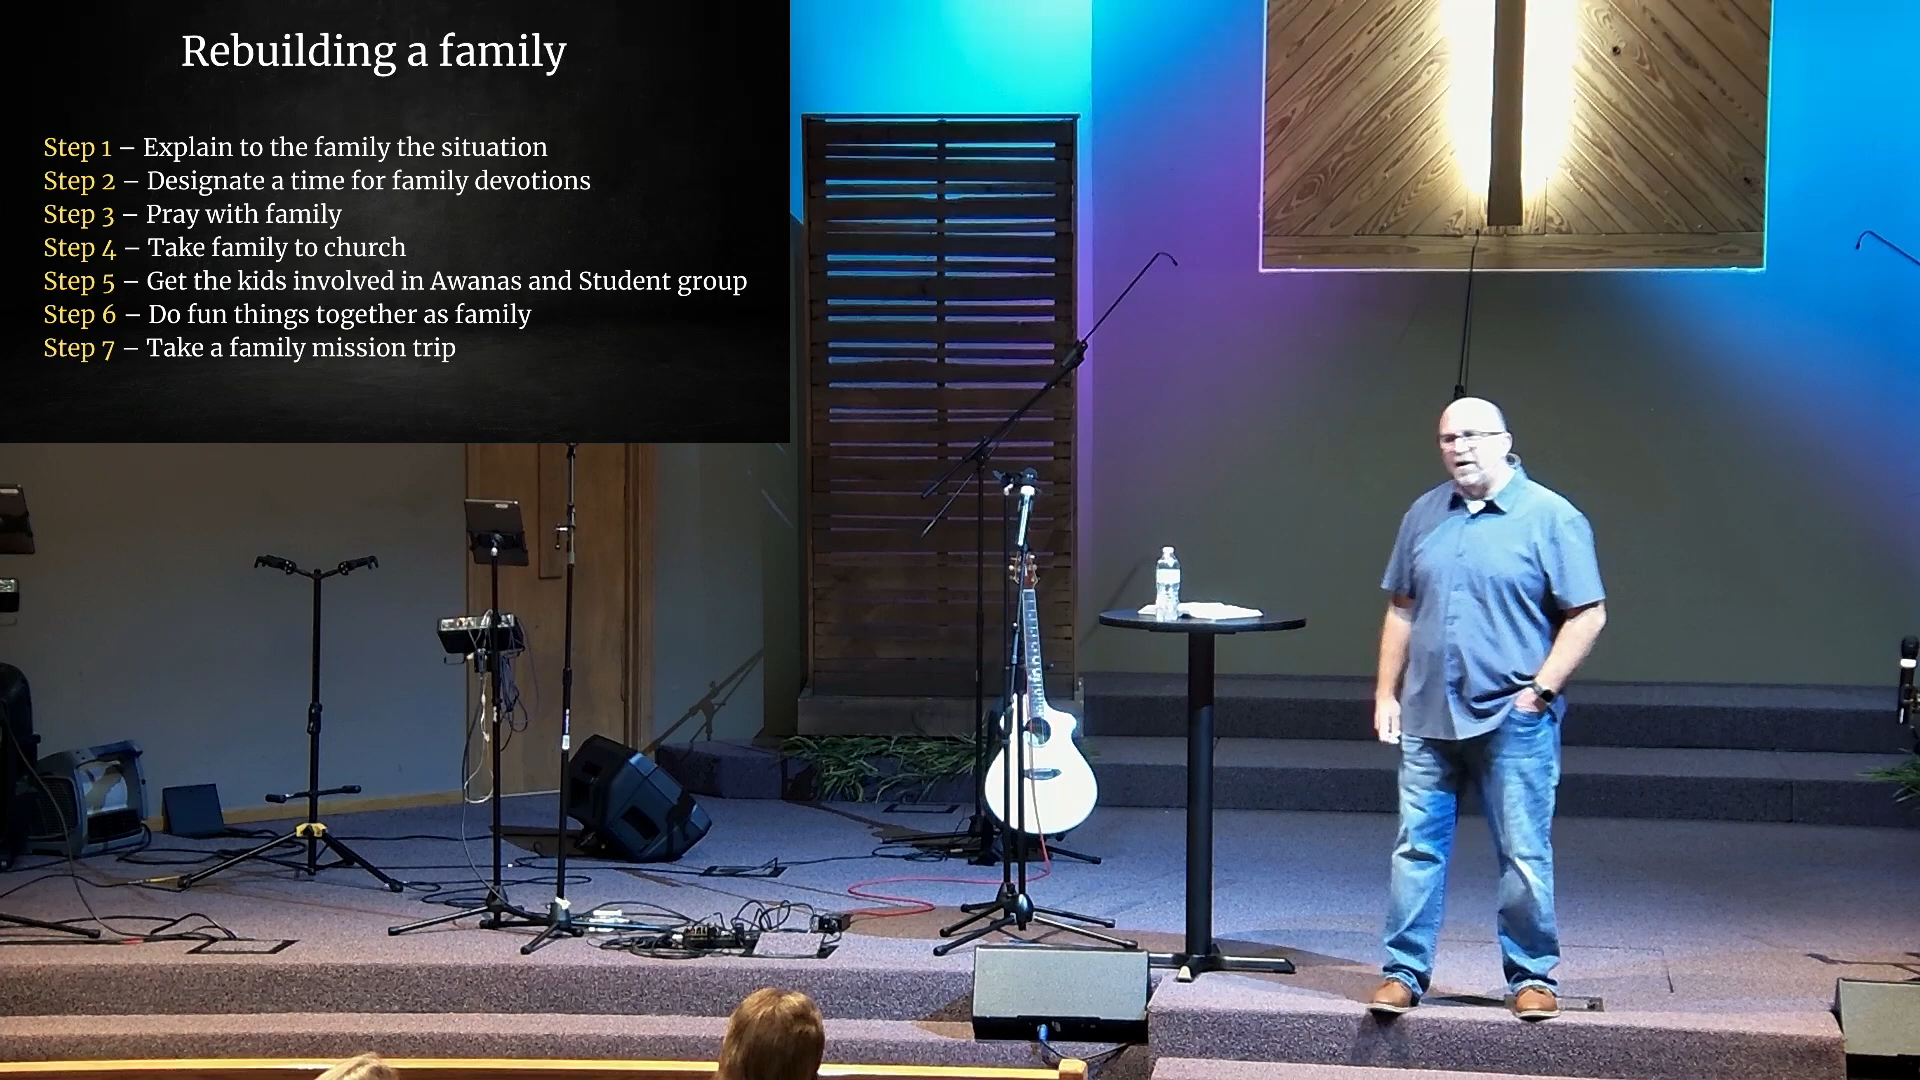 Rebuilding a family
Step 1 – Explain to the family the situation
Step 2 – Designate a time for family devotions
Step 3 – Pray with family
Step 4 – Take family to church
Step 5 – Get the kids involved in Awanas and Student group
Step 6 – Do fun things together as family
Step 7 – Take a family mission trip